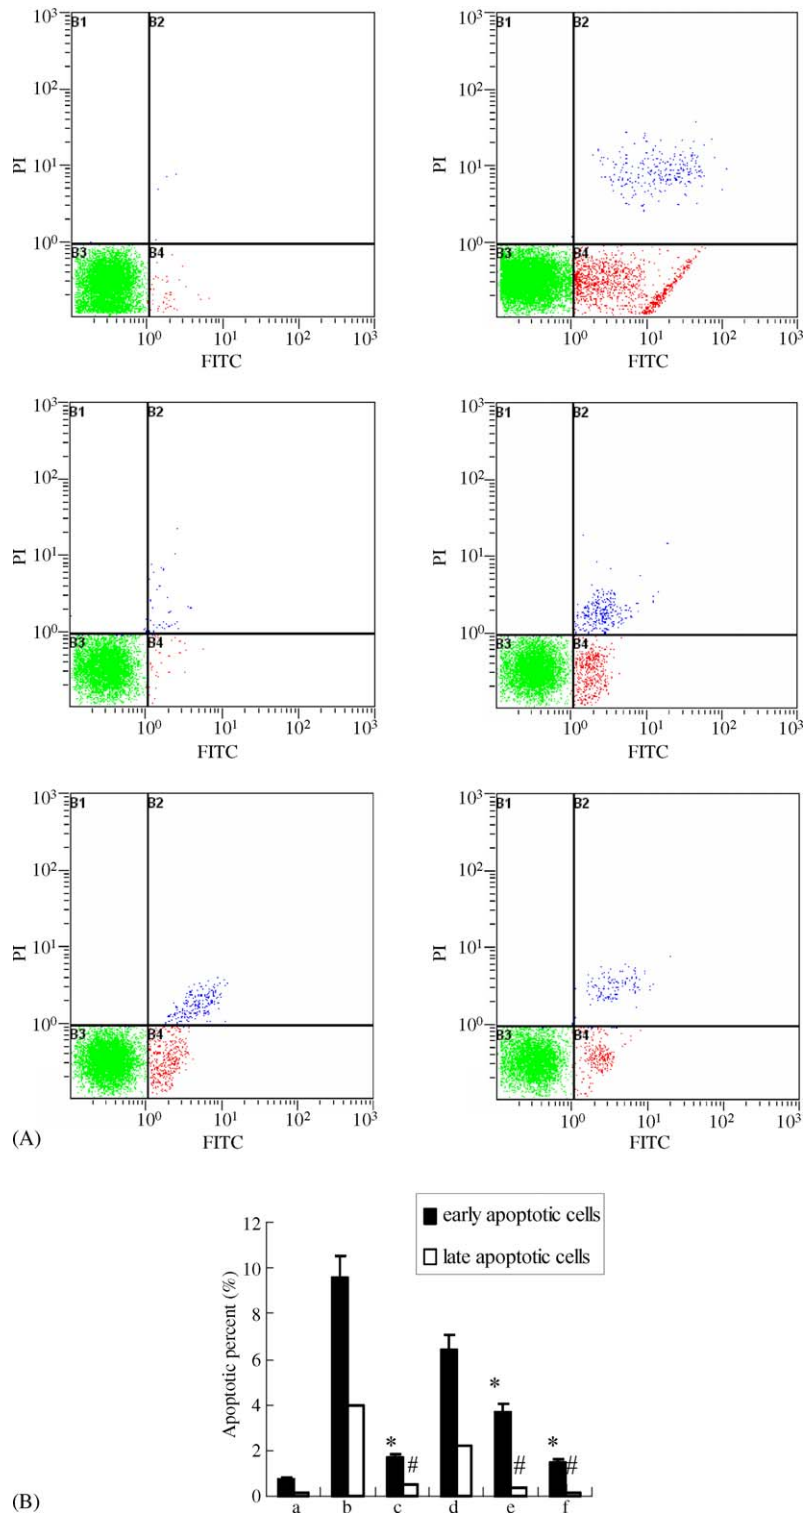 10³ B1 B2 10³ B1 B2
10² 10²
PI 10¹ PI 10¹
10⁰ 10⁰
B3 B4 B3 B4
10⁰ 10¹ 10² 10³ 10⁰ 10¹ 10² 10³
FITC FITC
10³ B1 B2 10³ B1 B2
10² 10²
PI 10¹ PI 10¹
10⁰ 10⁰
B3 B4 B3 B4
10⁰ 10¹ 10² 10³ 10⁰ 10¹ 10² 10³
FITC FITC
10³ B1 B2 10³ B1 B2
10² 10²
PI 10¹ PI 10¹
10⁰ 10⁰
B3 B4 B3 B4
10⁰ 10¹ 10² 10³ 10⁰ 10¹ 10² 10³
(A) FITC FITC
early apoptotic cells
late apoptotic cells
Apoptotic percent (%)
12
10
8
6
4
2
0
* # * # * #
a b c d e f
(B)